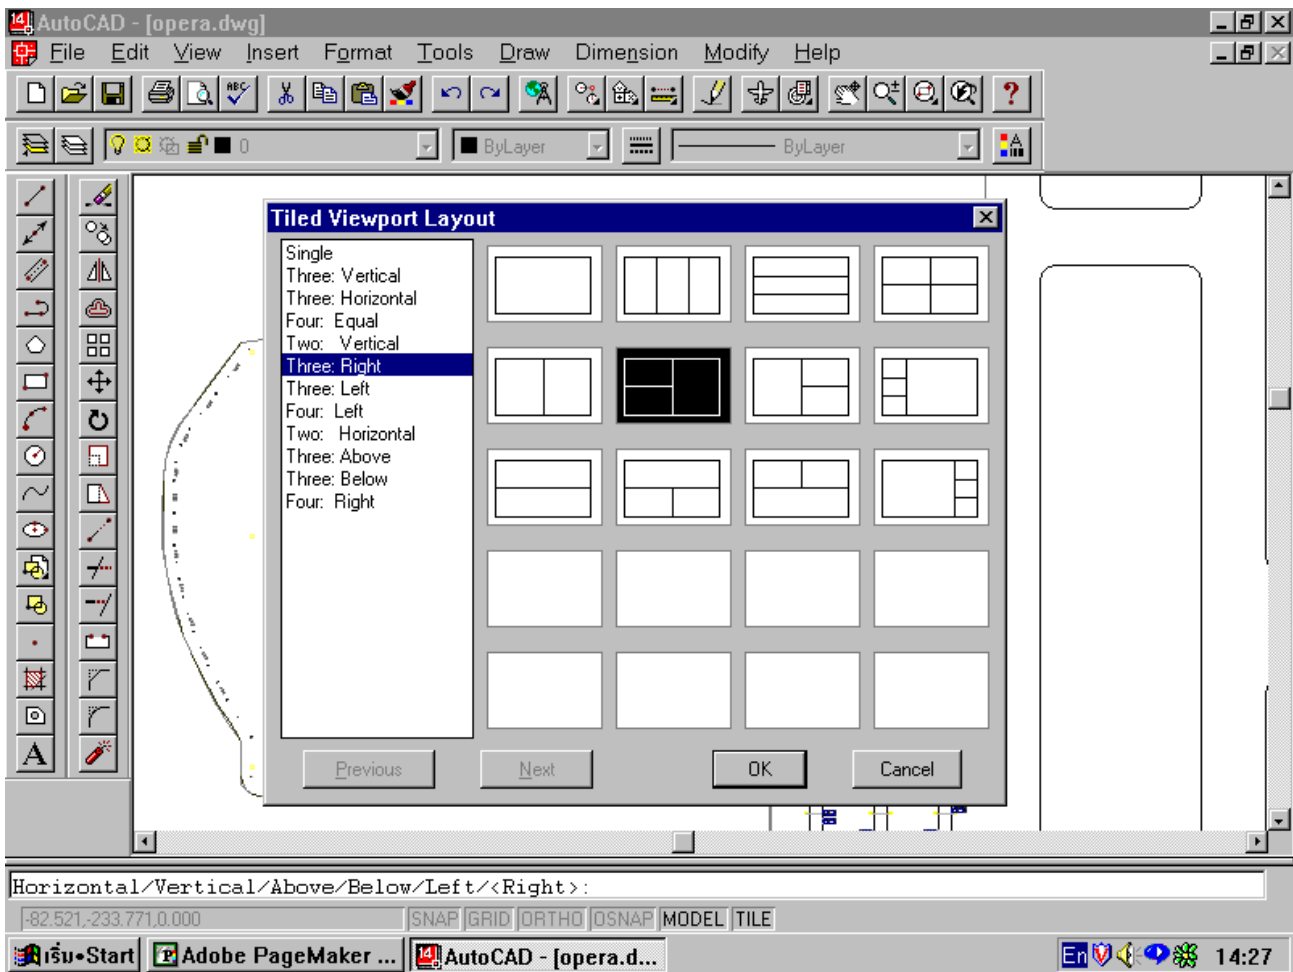 AutoCAD - [opera.dwg]
File Edit View Insert Format Tools Draw Dimension Modify Help
ABC
?
0 ByLayer ByLayer A
Tiled Viewport Layout
Single
Three: Vertical
Three: Horizontal
Four: Equal
Two: Vertical
Three: Right
Three: Left
Four: Left
Two: Horizontal
Three: Above
Three: Below
Four: Right
A
Previous Next OK Cancel
Horizontal/Vertical/Above/Below/Left/<Right>:
-82.521,-233.771,0.000 SNAP GRID ORTHO OSNAP MODEL TILE
เริ่ม•Start Adobe PageMaker ... AutoCAD - [opera.d... En 14:27